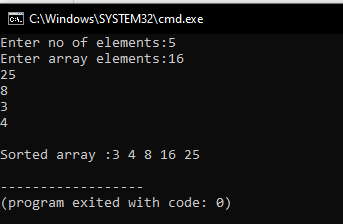 C:\Windows\SYSTEM32\cmd.exe
Enter no of elements:5
Enter array elements:16
25
8
3
4
Sorted array :3 4 8 16 25
------------------
(program exited with code: 0)